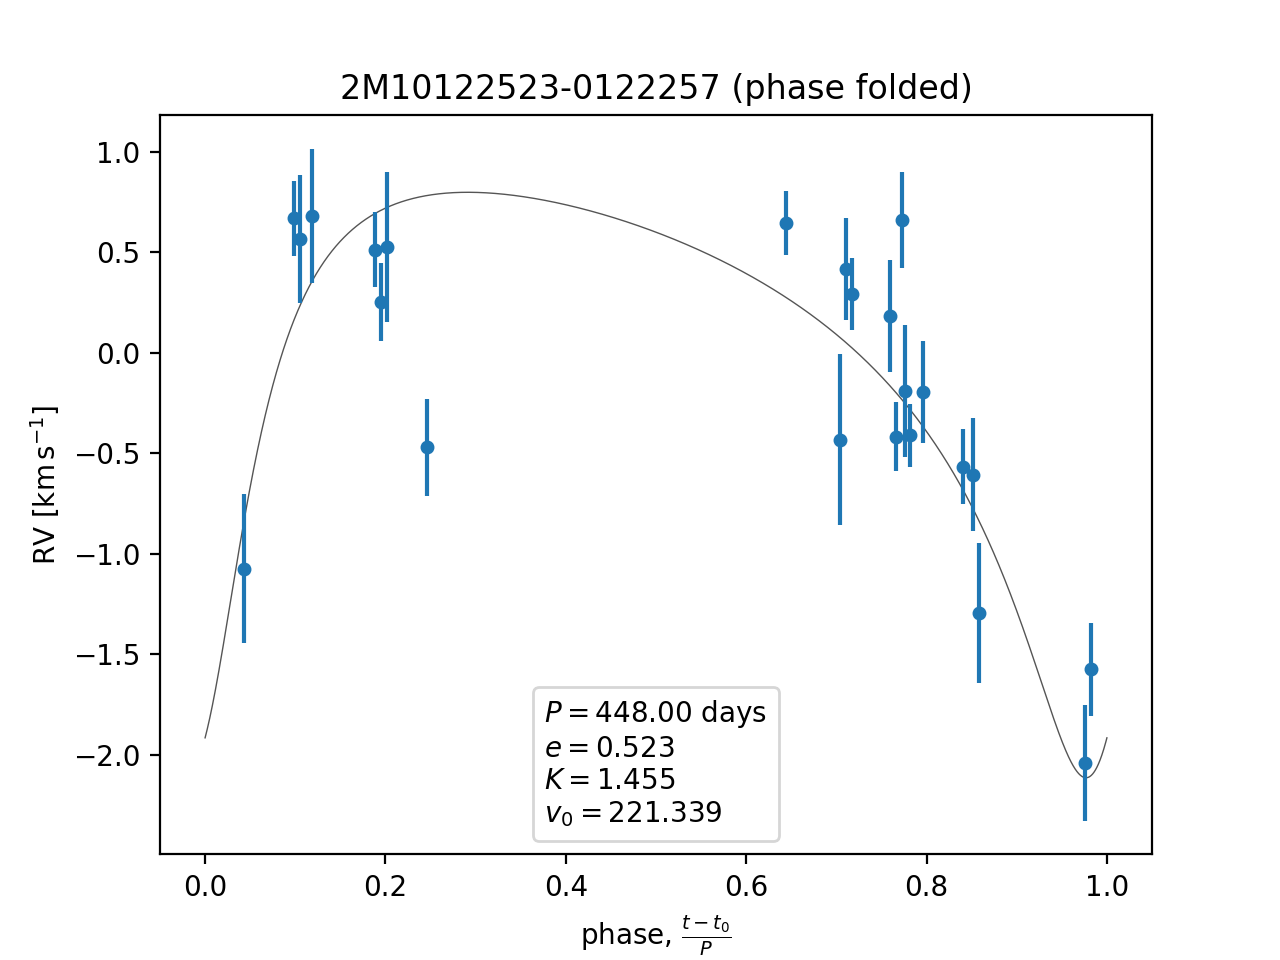 2M10122523-0122257 (phase folded)
RV [km s⁻¹]
1.0
0.5
0.0
−0.5
−1.0
−1.5
−2.0
P = 448.00 days
e = 0.523
K = 1.455
v₀ = 221.339
0.0 0.2 0.4 0.6 0.8 1.0
phase, (t − t₀)/P